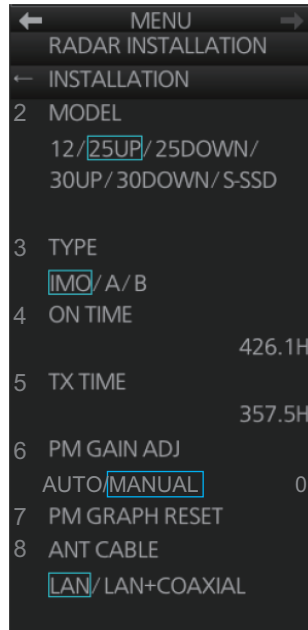 ← MENU →
RADAR INSTALLATION
← INSTALLATION
2 MODEL
12/25UP/25DOWN/
30UP/30DOWN/S-SSD
3 TYPE
IMO/A/B
4 ON TIME
426.1H
5 TX TIME
357.5H
6 PM GAIN ADJ
AUTO/MANUAL 0
7 PM GRAPH RESET
8 ANT CABLE
LAN/LAN+COAXIAL